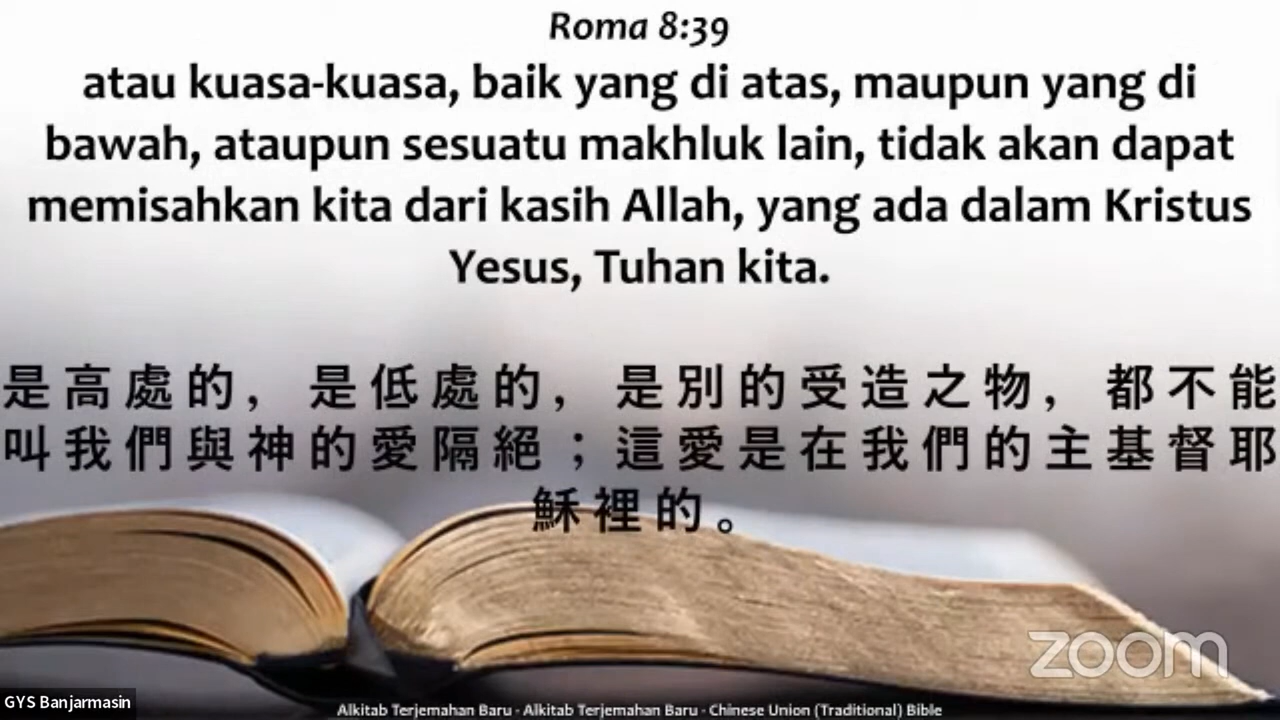 Roma 8:39
atau kuasa-kuasa, baik yang di atas, maupun yang di
bawah, ataupun sesuatu makhluk lain, tidak akan dapat
memisahkan kita dari kasih Allah, yang ada dalam Kristus
Yesus, Tuhan kita.
是高處的，是低處的，是別的受造之物，都不能
叫我們與神的愛隔絕；這愛是在我們的主基督耶
穌裡的。
zoom
GYS Banjarmasin
Alkitab Terjemahan Baru - Alkitab Terjemahan Baru - Chinese Union (Traditional) Bible